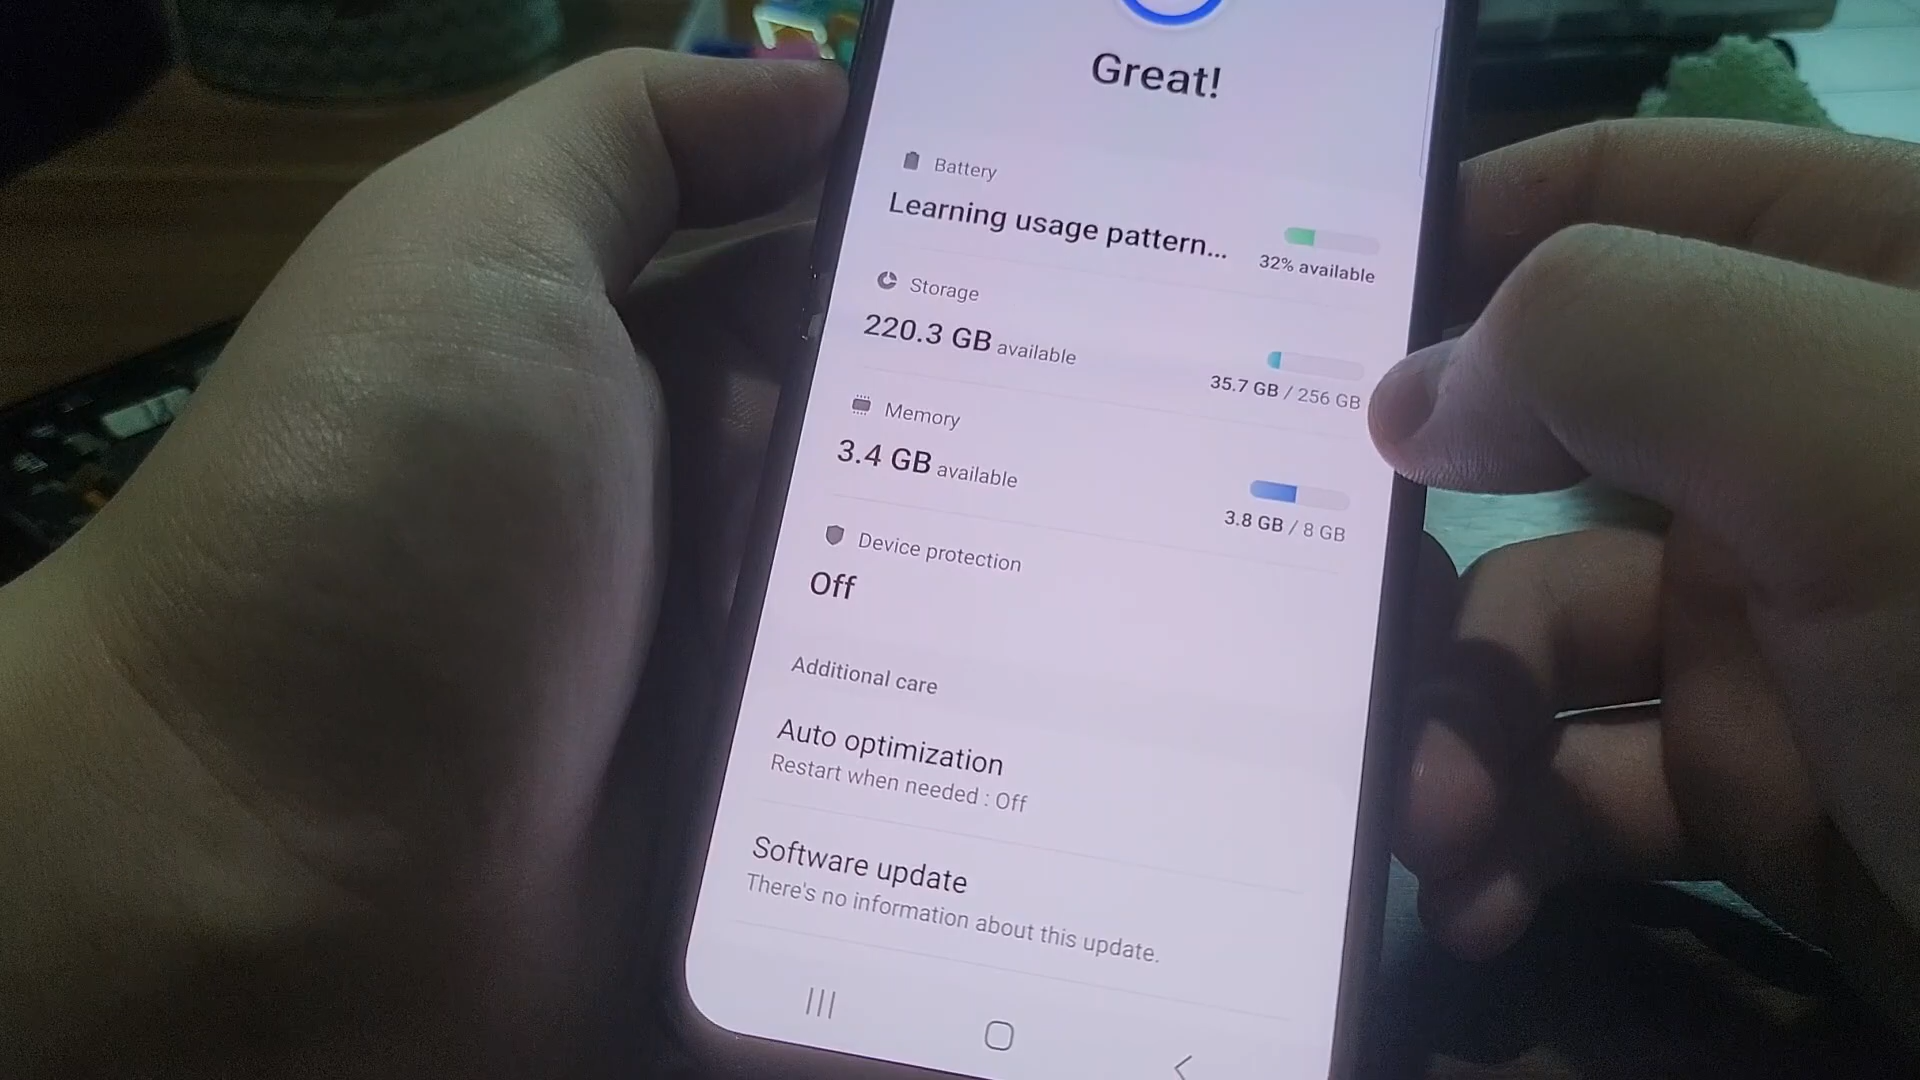 Great!
Battery
Learning usage pattern...
32% available
Storage
220.3 GB available
35.7 GB / 256 GB
Memory
3.4 GB available
3.8 GB / 8 GB
Device protection
Off
Additional care
Auto optimization
Restart when needed : Off
Software update
There's no information about this update.